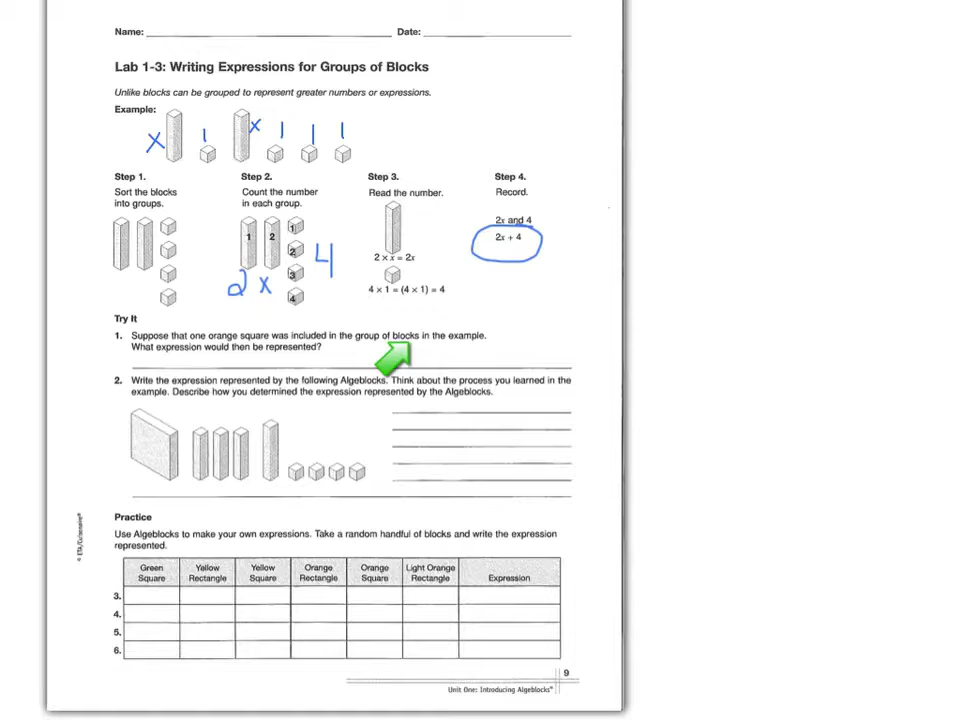 Name: Date:
Lab 1-3: Writing Expressions for Groups of Blocks
Unlike blocks can be grouped to represent greater numbers or expressions.
Example:
x 1 x 1 1 1
Step 1. Step 2. Step 3. Step 4.
Sort the blocks Count the number Read the number. Record.
into groups. in each group.
2x and 4
2x + 4
1 2 1 2 3 4
2 x 4
2 × x = 2x
4 × 1 = (4 × 1) = 4
Try It
1. Suppose that one orange square was included in the group of blocks in the example.
What expression would then be represented?
2. Write the expression represented by the following Algeblocks. Think about the process you learned in the
example. Describe how you determined the expression represented by the Algeblocks.
Practice
Use Algeblocks to make your own expressions. Take a random handful of blocks and write the expression
represented.
Green Square Yellow Rectangle Yellow Square Orange Rectangle Orange Square Light Orange Rectangle Expression
3.
4.
5.
6.
© ETA/Cuisenaire®
9
Unit One: Introducing Algeblocks®